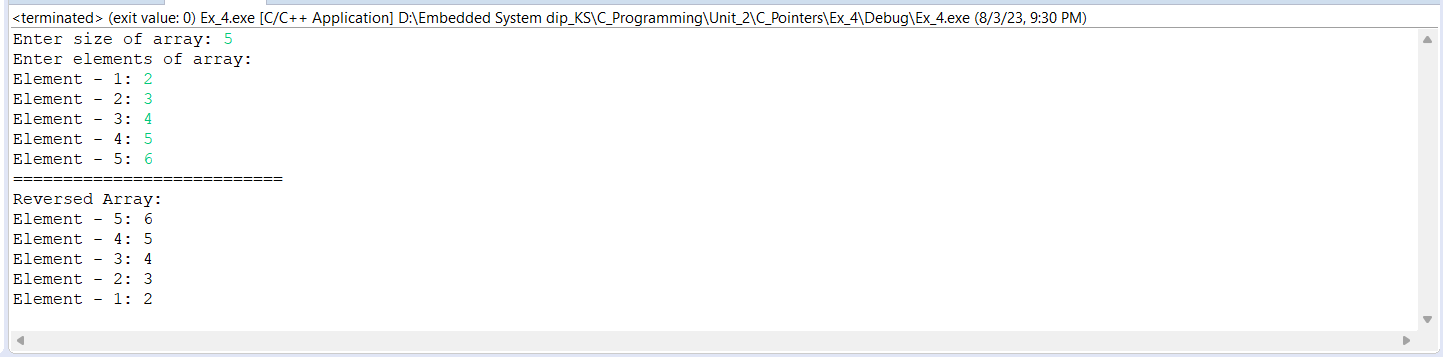 <terminated> (exit value: 0) Ex_4.exe [C/C++ Application] D:\Embedded System dip_KS\C_Programming\Unit_2\C_Pointers\Ex_4\Debug\Ex_4.exe (8/3/23, 9:30 PM)
Enter size of array: 5
Enter elements of array:
Element - 1: 2
Element - 2: 3
Element - 3: 4
Element - 4: 5
Element - 5: 6
===========================
Reversed Array:
Element - 5: 6
Element - 4: 5
Element - 3: 4
Element - 2: 3
Element - 1: 2